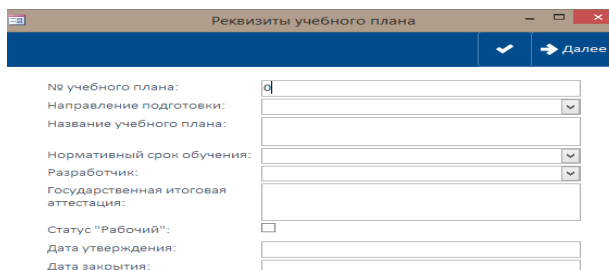 Реквизиты учебного плана
Далее
№ учебного плана: о
Направление подготовки:
Название учебного плана:
Нормативный срок обучения:
Разработчик:
Государственная итоговая
аттестация:
Статус "Рабочий":
Дата утверждения:
Дата закрытия: